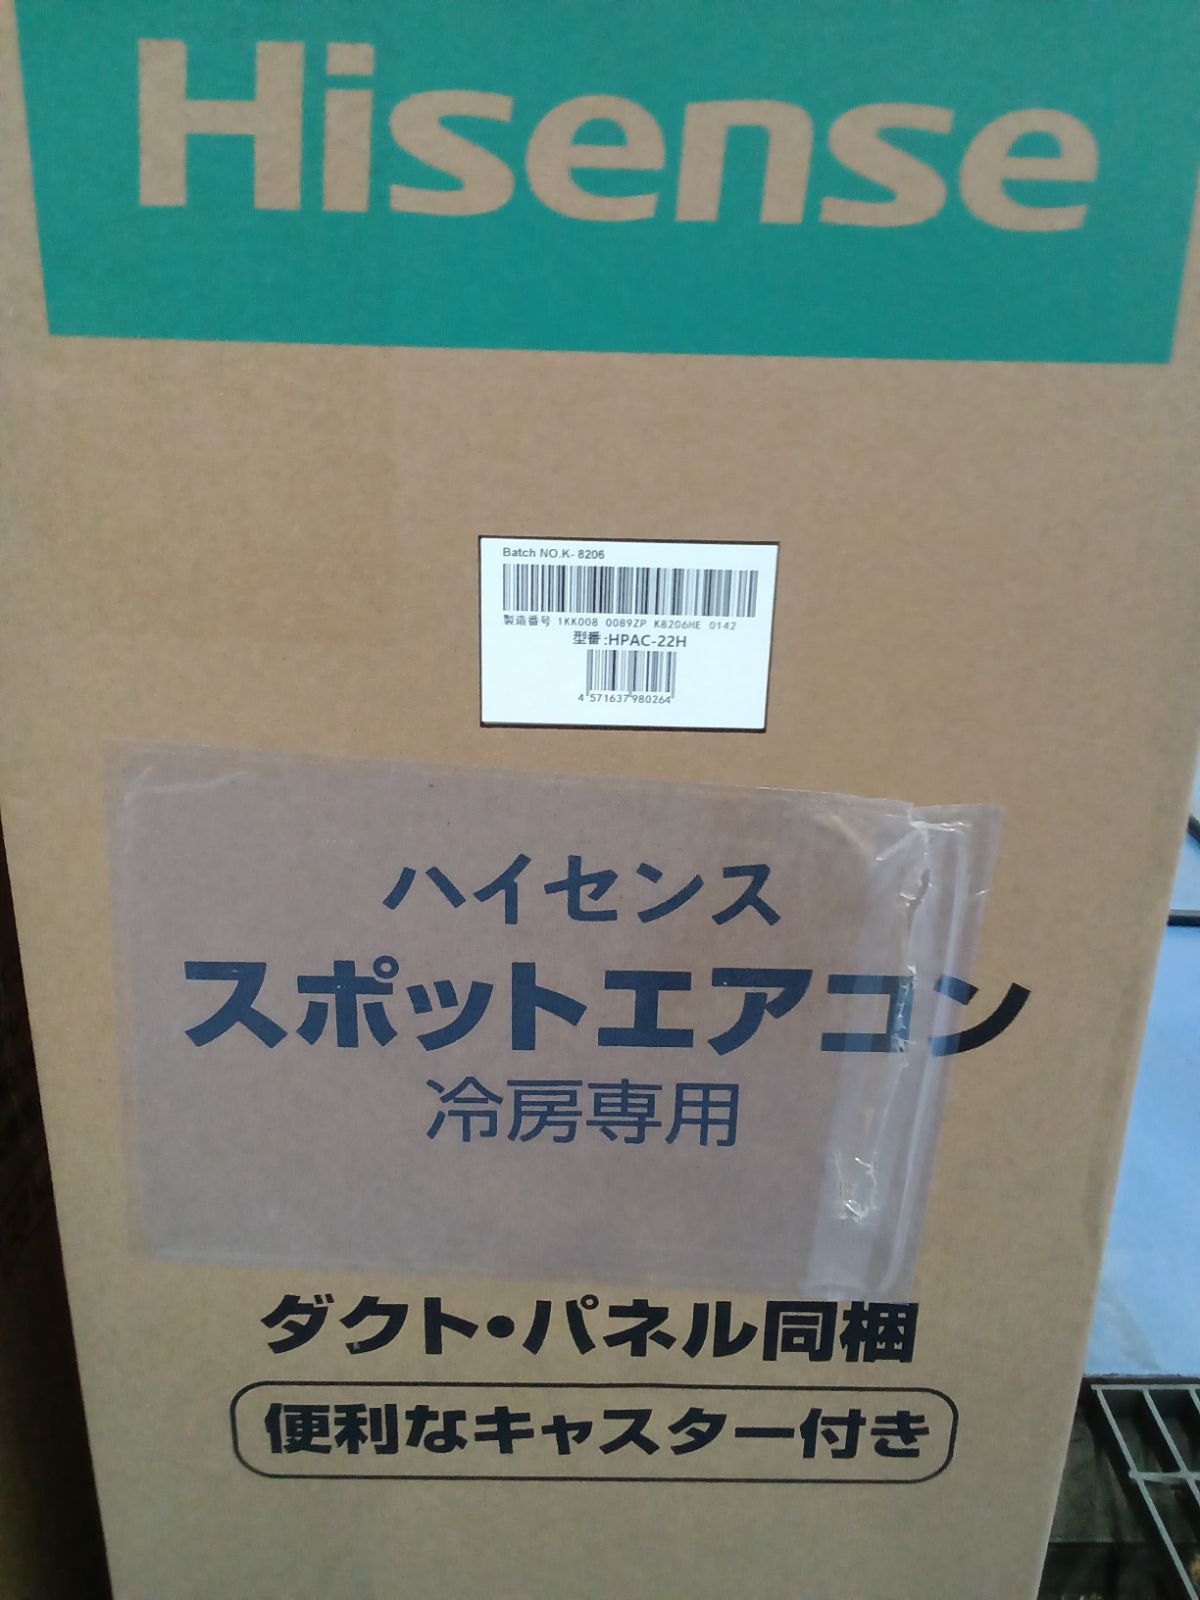 Hisense
Batch NO.K- 8206
製造番号 1KK008 0089ZP K8206HE 0142
型番:HPAC-22H
4 571637 980264
ハイセンス
スポットエアコン
冷房専用
ダクト・パネル同梱
便利なキャスター付き